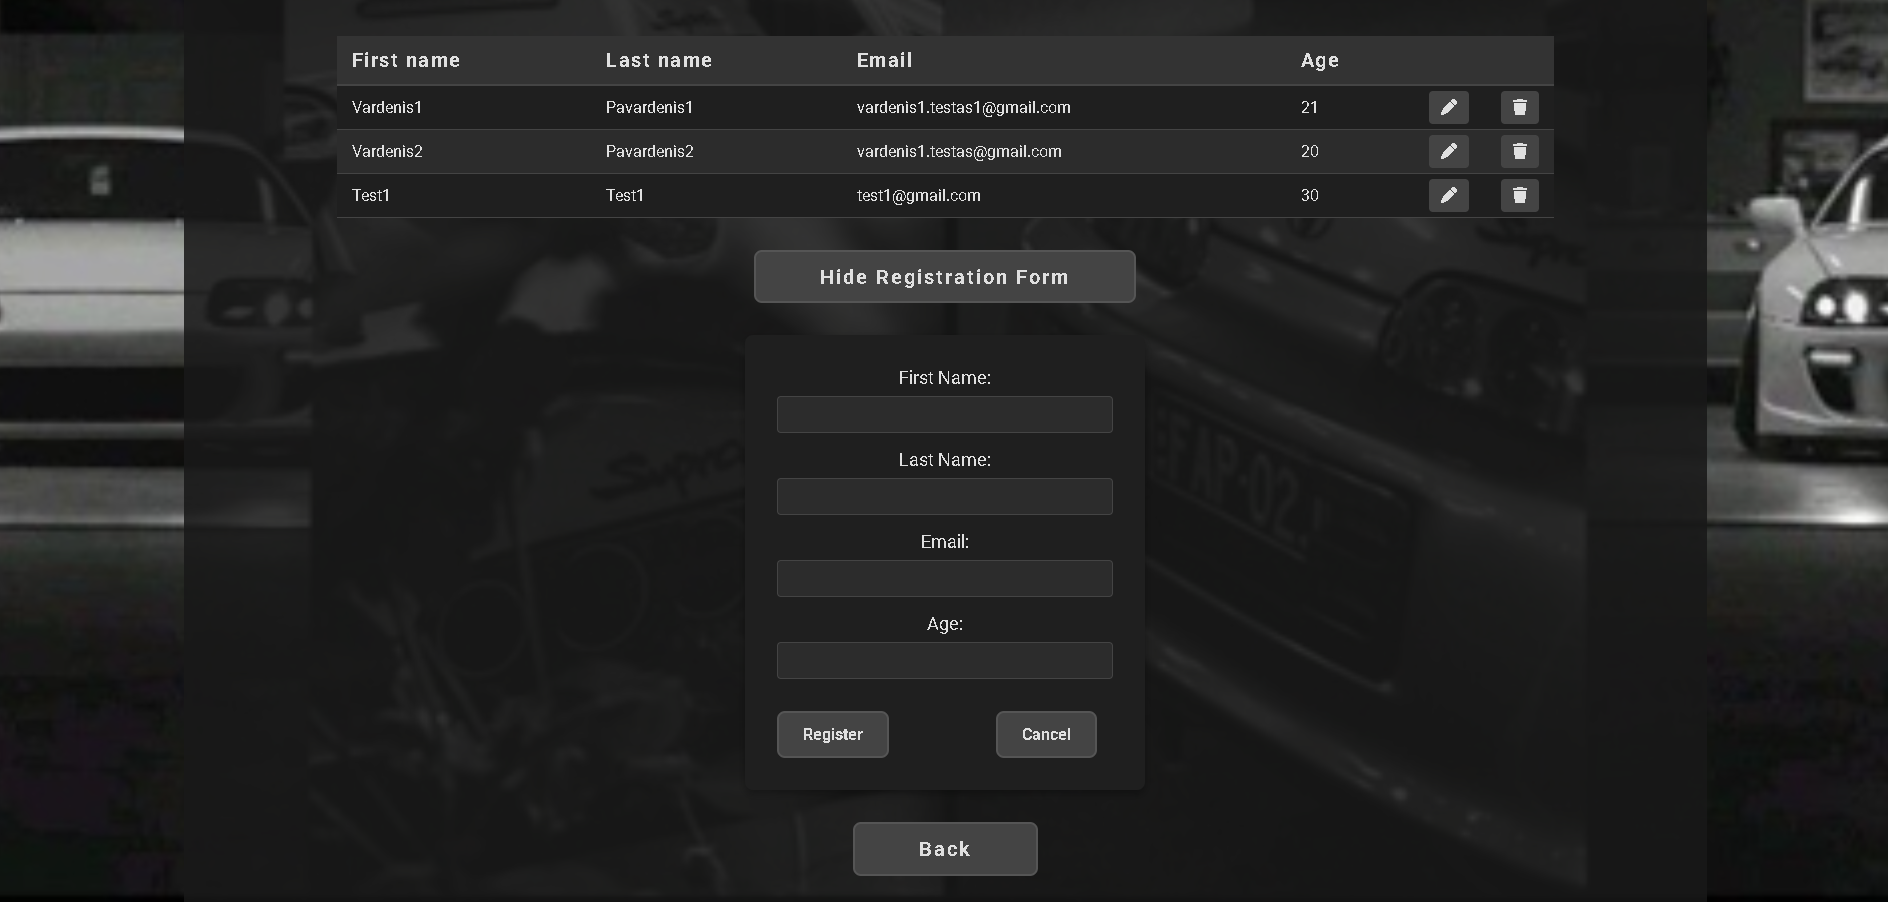 First name Last name Email Age
Vardenis1 Pavardenis1 vardenis1.testas1@gmail.com 21
Vardenis2 Pavardenis2 vardenis1.testas@gmail.com 20
Test1 Test1 test1@gmail.com 30
Hide Registration Form
First Name:
Last Name:
Email:
Age:
Register Cancel
Back
Supra